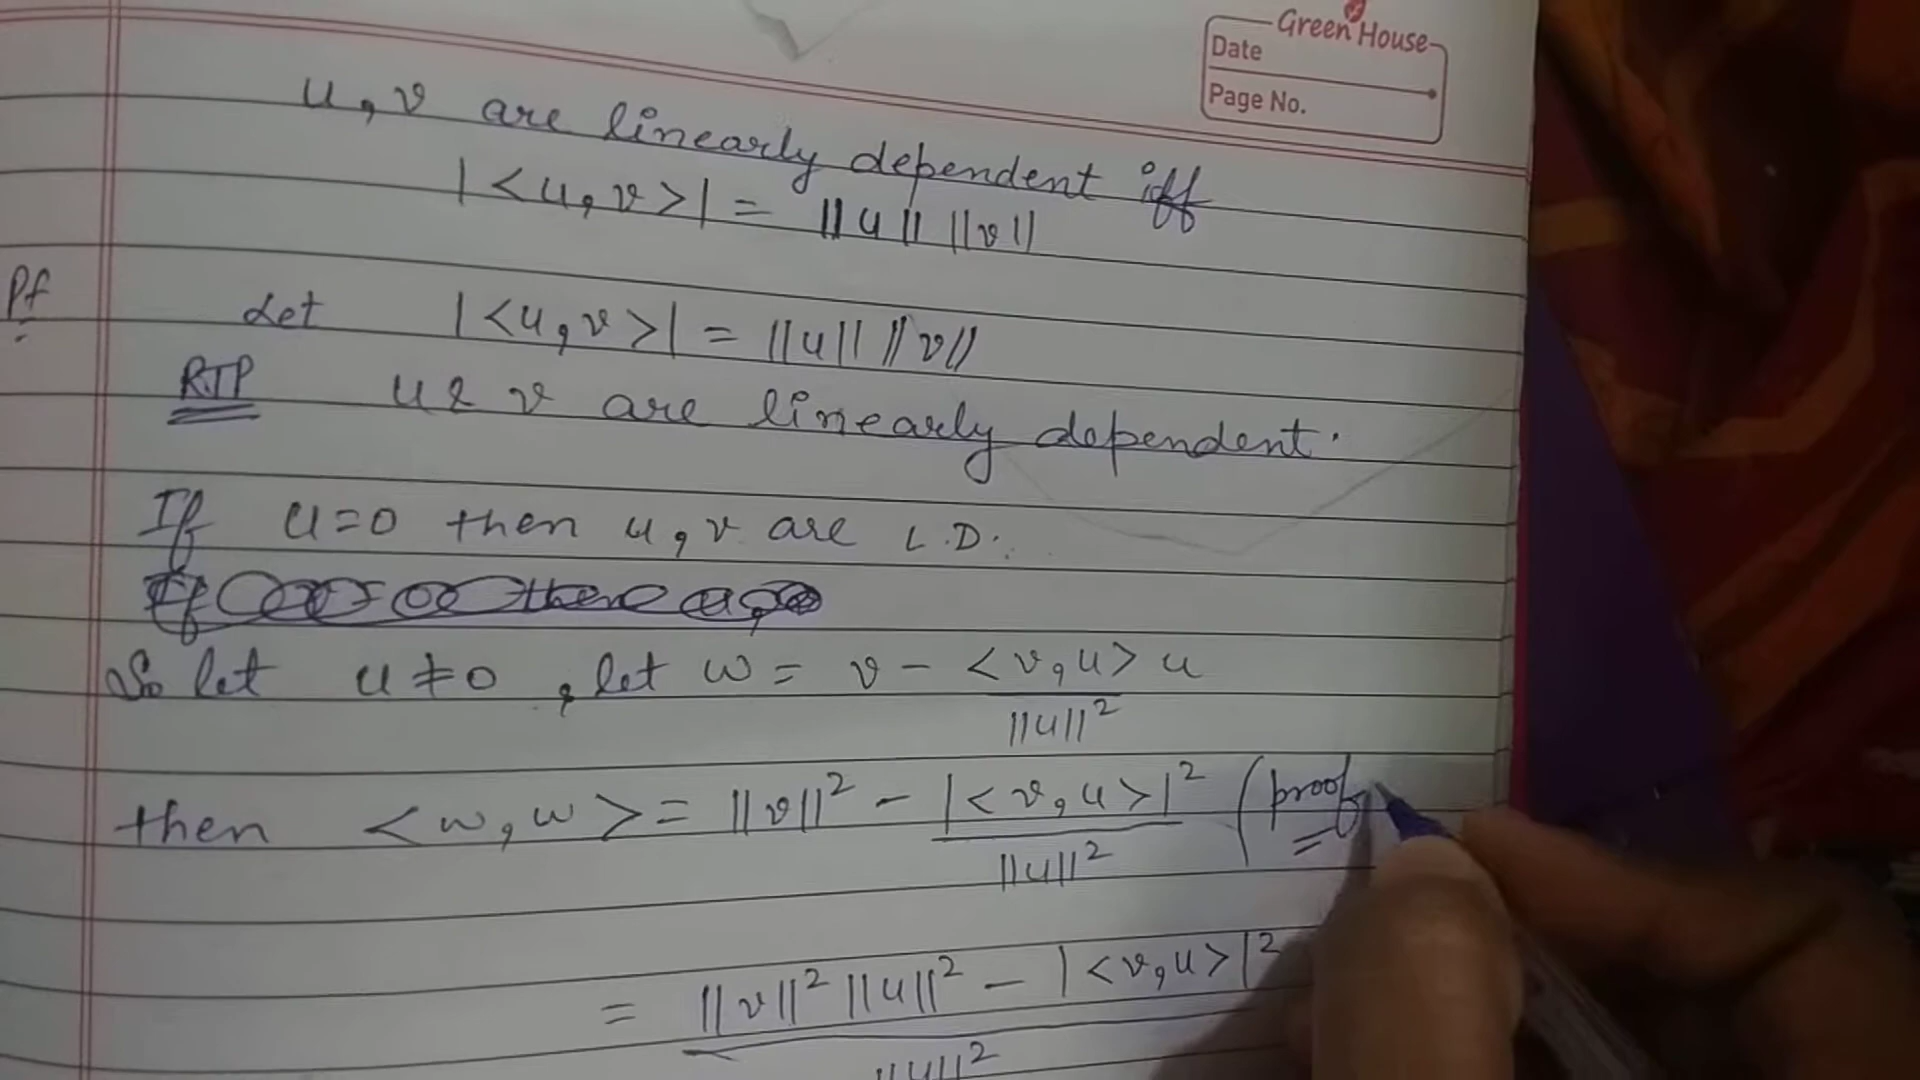 Green House
Date
Page No.
u, v are linearly dependent iff
|<u, v>| = ||u|| ||v||
Pf Let |<u, v>| = ||u|| ||v||
RTP u & v are linearly dependent.
If u=0 then u, v are L.D.
So let u ≠ 0, let w = v - <v, u> u
||u||²
then <w, w> = ||v||² - |<v, u>|² (proof
||u||²
= ||v||² ||u||² - |<v, u>|²
||u||²